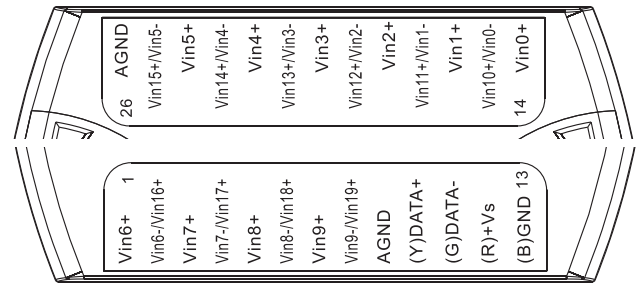 AGND
Vin15+/Vin5-
Vin5+
Vin14+/Vin4-
Vin4+
Vin13+/Vin3-
Vin3+
Vin12+/Vin2-
Vin2+
Vin11+/Vin1-
Vin1+
Vin10+/Vin0-
Vin0+
26
14
1
13
Vin6+
Vin6-/Vin16+
Vin7+
Vin7-/Vin17+
Vin8+
Vin8-/Vin18+
Vin9+
Vin9-/Vin19+
AGND
(Y)DATA+
(G)DATA-
(R)+Vs
(B)GND